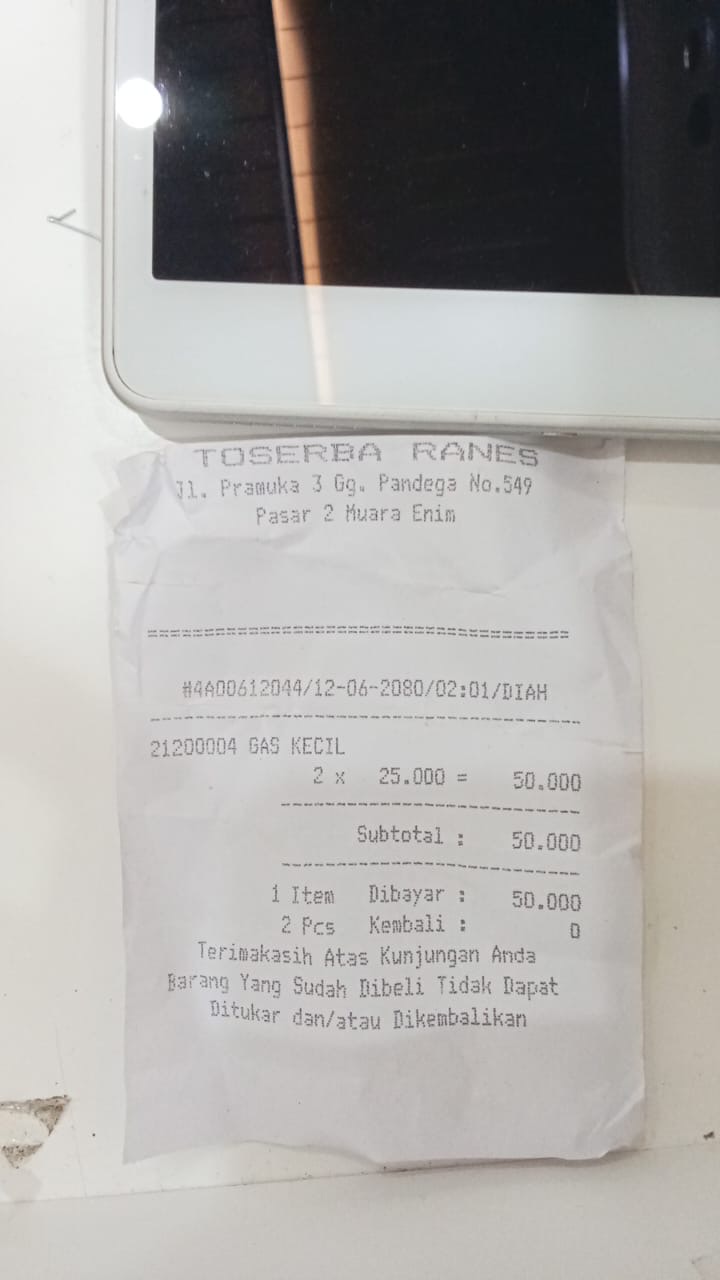 TOSERBA RANES
Jl. Pramuka 3 Gg. Pandega No.549
Pasar 2 Muara Enim
==========================================
#4A00612044/12-06-2080/02:01/DIAH
------------------------------------------
21200004 GAS KECIL
2 x 25.000 = 50.000
------------------------------
Subtotal : 50.000
------------------------------
1 Item Dibayar : 50.000
2 Pcs Kembali : 0
Terimakasih Atas Kunjungan Anda
Barang Yang Sudah Dibeli Tidak Dapat
Ditukar dan/atau Dikembalikan